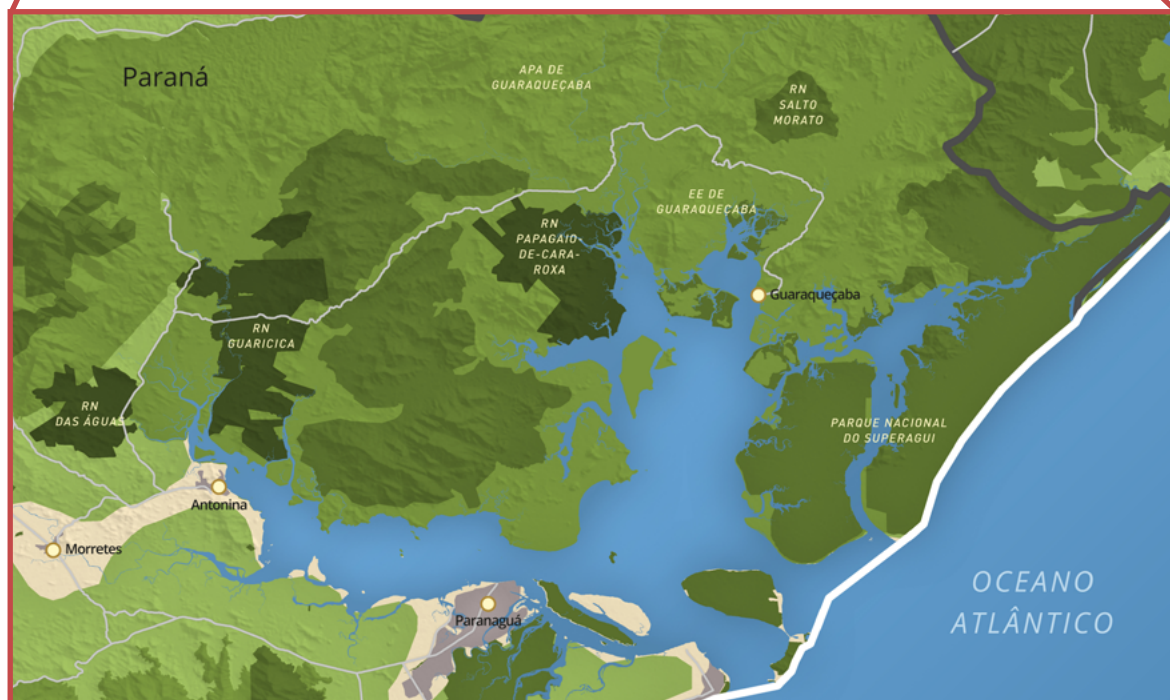 Paraná
APA DE
GUARAQUEÇABA
RN
SALTO
MORATO
EE DE
GUARAQUEÇABA
RN
PAPAGAIO-
DE-CARA-
ROXA
Guaraqueçaba
RN
GUARICICA
RN
DAS ÁGUAS
PARQUE NACIONAL
DO SUPERAGUI
Antonina
Morretes
Paranaguá
OCEANO
ATLÂNTICO